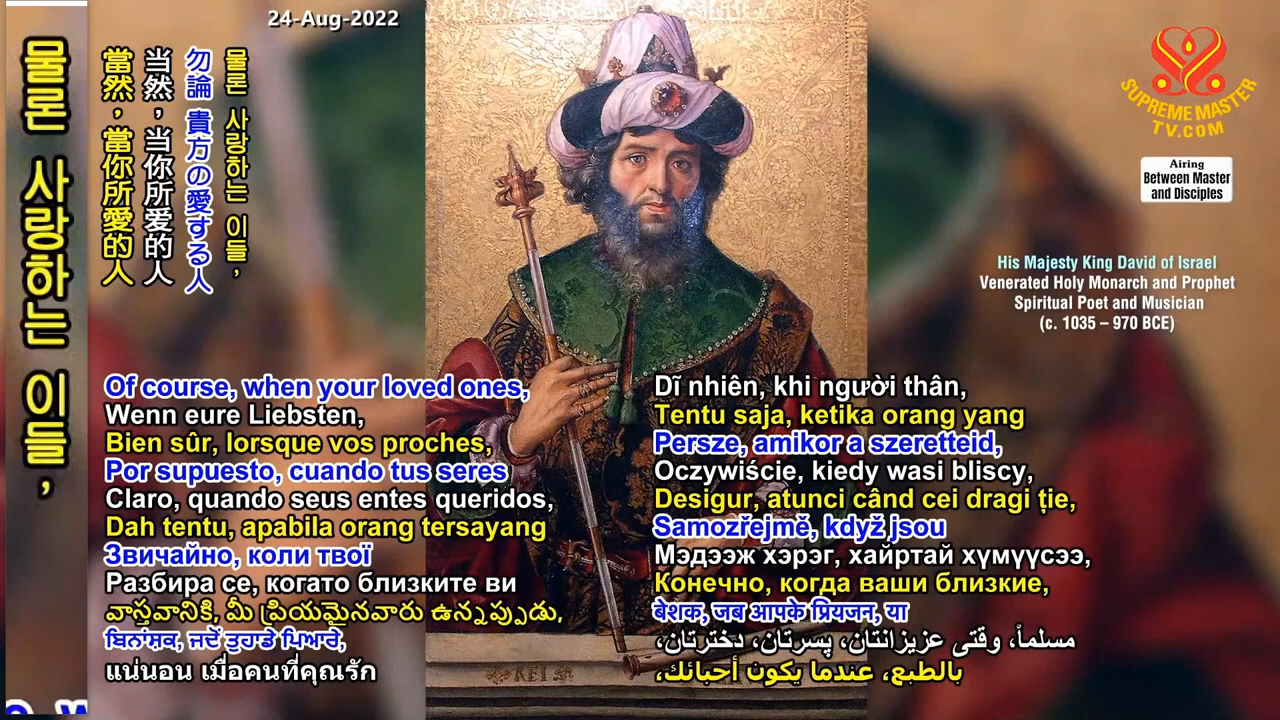 24-Aug-2022
물론 사랑하는 이들,
當然，當你所愛的人
当然，当你所爱的人
勿論 貴方の愛する人
물론 사랑하는 이들,
SUPREME MASTER
TV.COM
Airing
Between Master
and Disciples
His Majesty King David of Israel
Venerated Holy Monarch and Prophet
Spiritual Poet and Musician
(c. 1035 – 970 BCE)
Of course, when your loved ones,
Wenn eure Liebsten,
Bien sûr, lorsque vos proches,
Por supuesto, cuando tus seres
Claro, quando seus entes queridos,
Dah tentu, apabila orang tersayang
Звичайно, коли твої
Разбира се, когато близките ви
వాస్తవానికి, మీ ప్రియమైనవారు ఉన్నప్పుడు,
ਬਿਨਾਂਸ਼ਕ, ਜਦੋਂ ਤੁਹਾਡੇ ਪਿਆਰੇ,
แน่นอน เมื่อคนที่คุณรัก
Dĩ nhiên, khi người thân,
Tentu saja, ketika orang yang
Persze, amikor a szeretteid,
Oczywiście, kiedy wasi bliscy,
Desigur, atunci când cei dragi ție,
Samozřejmě, když jsou
Мэдээж хэрэг, хайртай хүмүүсээ,
Конечно, когда ваши близкие,
बेशक, जब आपके प्रियजन, या
مسلماً، وقتی عزیزانتان، پسرتان، دخترتان،
بالطبع، عندما يكون أحبائك،